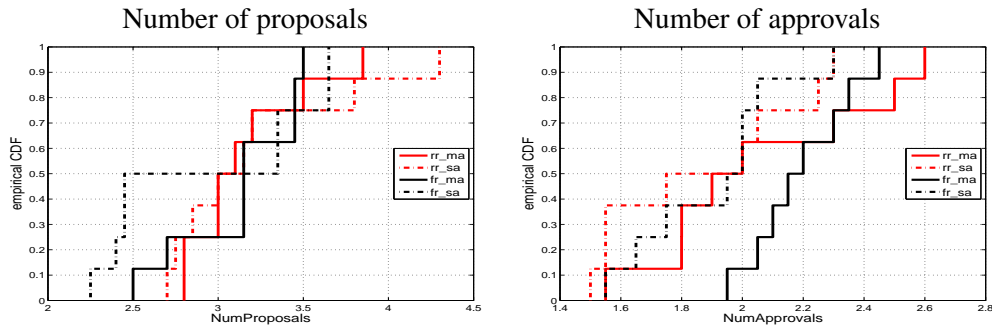 Number of proposals
1
0.9
0.8
0.7
0.6
0.5
0.4
0.3
0.2
0.1
0
empirical CDF
rr_ma
rr_sa
fr_ma
fr_sa
2
2.5
3
3.5
4
4.5
NumProposals
Number of approvals
1
0.9
0.8
0.7
0.6
0.5
0.4
0.3
0.2
0.1
0
empirical CDF
rr_ma
rr_sa
fr_ma
fr_sa
1.4
1.6
1.8
2
2.2
2.4
2.6
2.8
NumApprovals